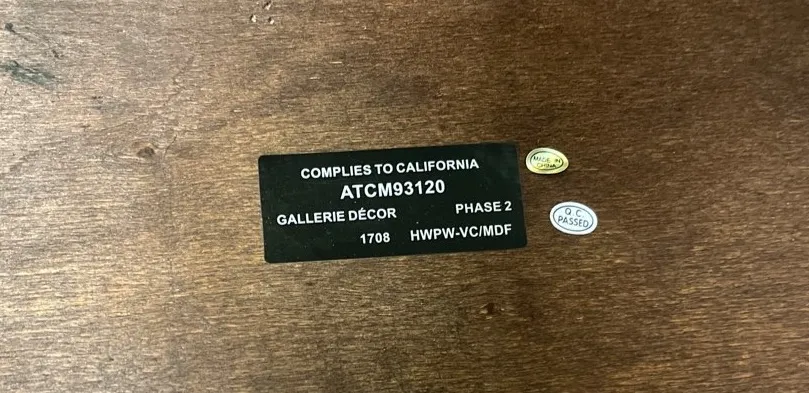 COMPLIES TO CALIFORNIA
ATCM93120
GALLERIE DÉCOR PHASE 2
1708 HWPW-VC/MDF
MADE IN
CHINA
Q.C.
PASSED